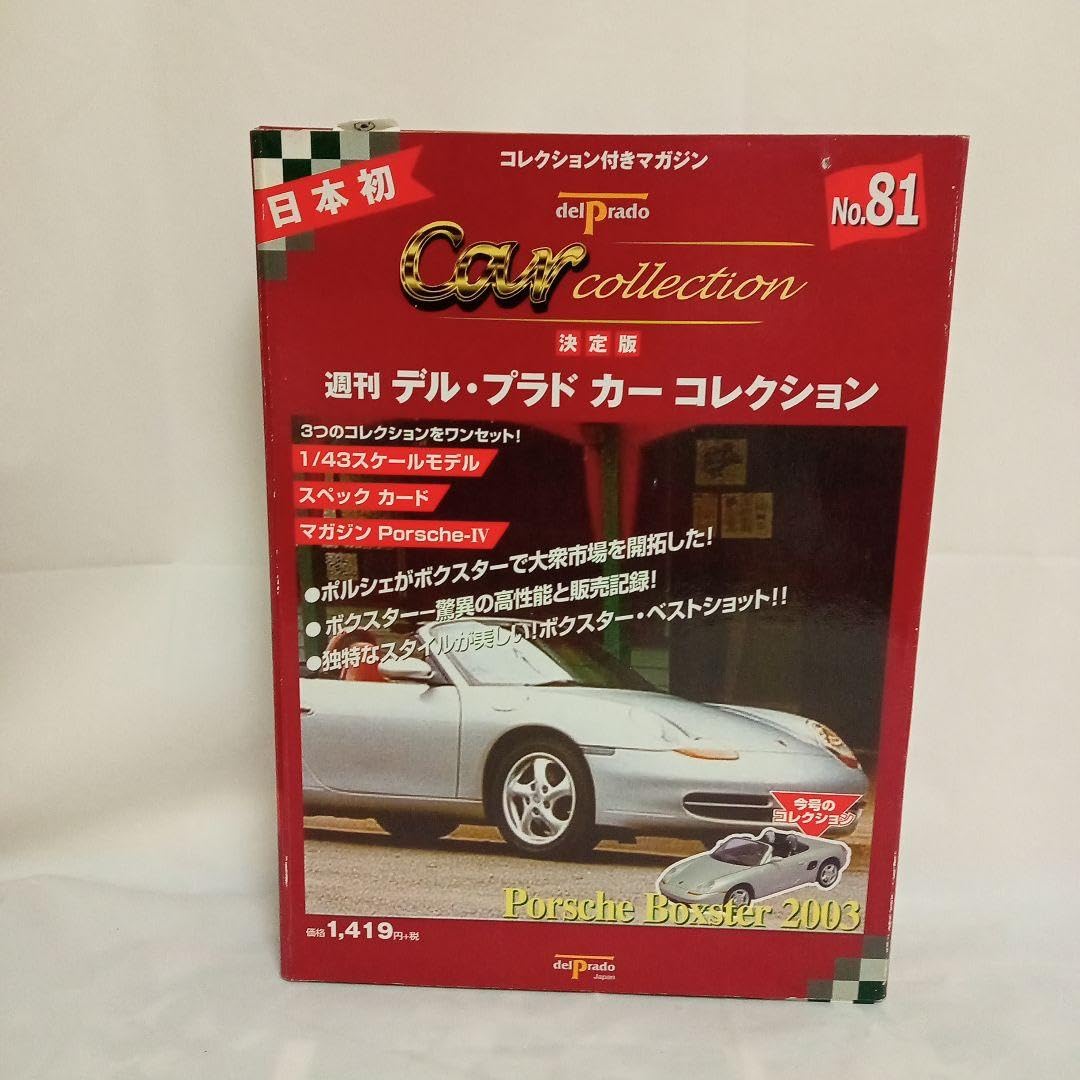 コレクション付きマガジン
日本初
delPrado
No.81
Car collection
決定版
週刊 デル・プラド カー コレクション
3つのコレクションをワンセット!
1/43スケールモデル
スペック カード
マガジン Porsche-IV
●ポルシェがボクスターで大衆市場を開拓した!
●ボクスターー驚異の高性能と販売記録!
●独特なスタイルが美しい!ボクスター・ベストショット!!
今号の
コレクション
Porsche Boxster 2003
価格1,419円+税
delPrado
Japan